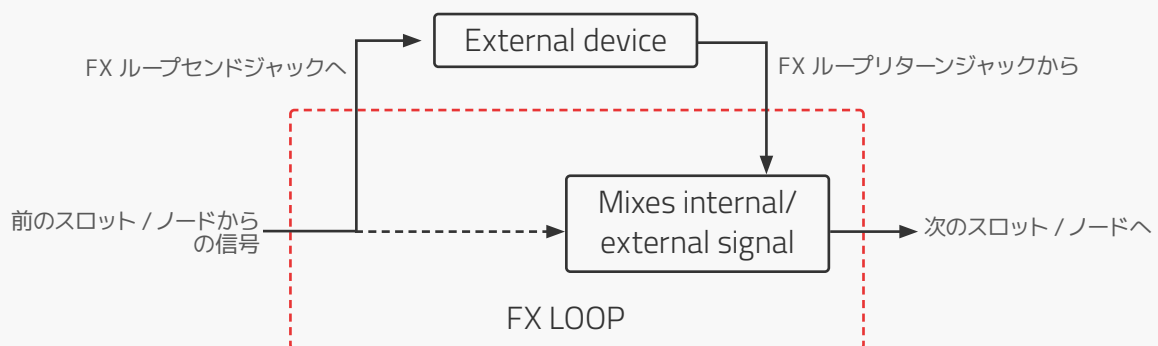 External device
FX ループセンドジャックへ
FX ループリターンジャックから
前のスロット / ノードから
の信号
Mixes internal/
external signal
次のスロット / ノードへ
FX LOOP